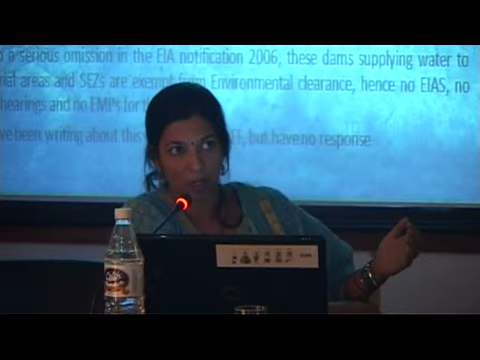 a serious omission in the EIA notification 2006, these dams supplying water to
areas and SEZs are exempt from Environmental clearance, hence no EIAS, no
hearings and no EMPs for
been writing about this but have no response